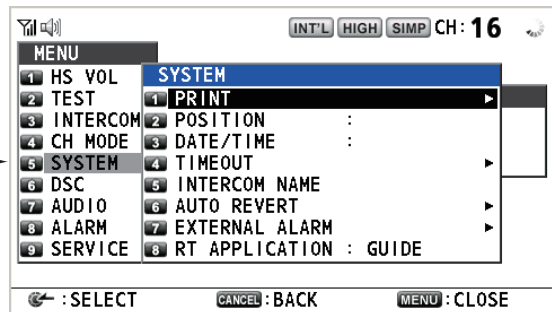 INT'L HIGH SIMP CH: 16
MENU
1 HS VOL
2 TEST
3 INTERCOM
4 CH MODE
5 SYSTEM
6 DSC
7 AUDIO
8 ALARM
9 SERVICE
SYSTEM
1 PRINT
2 POSITION :
3 DATE/TIME :
4 TIMEOUT
5 INTERCOM NAME
6 AUTO REVERT
7 EXTERNAL ALARM
8 RT APPLICATION : GUIDE
: SELECT CANCEL : BACK MENU : CLOSE